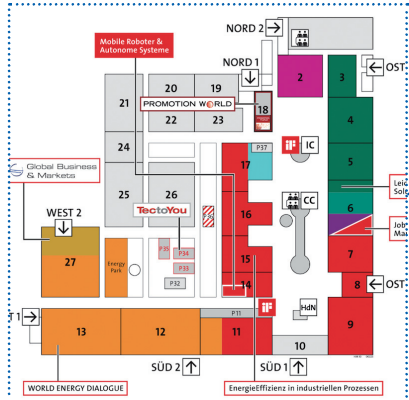 NORD 2
Mobile Roboter &
Autonome Systeme
NORD 1
OST
2
3
20
19
21
22
23
PROMOTION WORLD
18
4
24
P37
17
iF
IC
5
Global Business
& Markets
25
26
16
CC
Leic
Sol
6
TectoYou
Job
Ma
WEST 2
27
Energy
Park
P35
P34
P33
P32
15
7
14
8
OST
iF
HdN
T 1
13
12
P11
11
9
10
WORLD ENERGY DIALOGUE
SÜD 2
SÜD 1
EnergieEffizienz in industriellen Prozessen